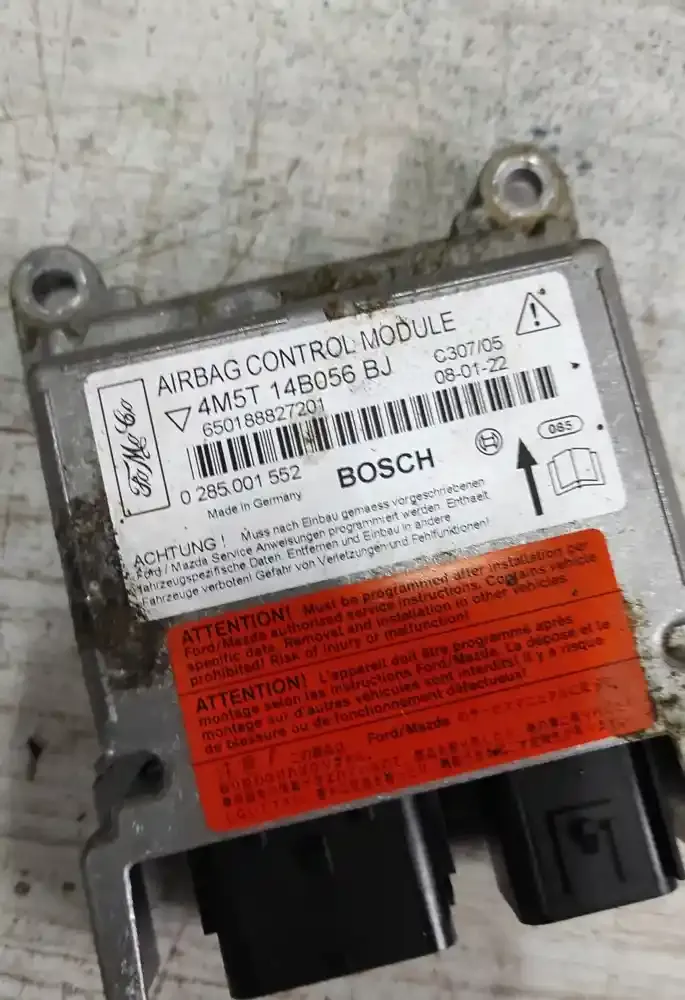 FoMoCo
AIRBAG CONTROL MODULE
4M5T 14B056 BJ
C307/05
650188827201
08-01-22
0 285 001 552
BOSCH
085
Made in Germany
ACHTUNG ! Muss nach Einbau gemaess vorgeschriebenen
Ford / Mazda Service Anweisungen programmiert werden. Enthaelt
fahrzeugspezifische Daten. Entfernen und Einbau in andere
Fahrzeuge verboten! Gefahr von Verletzungen und Fehlfunktionen!
ATTENTION! Must be programmed after installation per
Ford/Mazda authorized service instructions. Contains vehicle
specific data. Removal and installation in other vehicles
prohibited! Risk of injury or malfunction!
ATTENTION! L'appareil doit être programmé après
montage selon les instructions Ford/Mazda. La dépose et le
montage sur d'autres véhicules sont interdits! Il y a risque
de blessure ou de fonctionnement défectueux!
Ford/Mazda